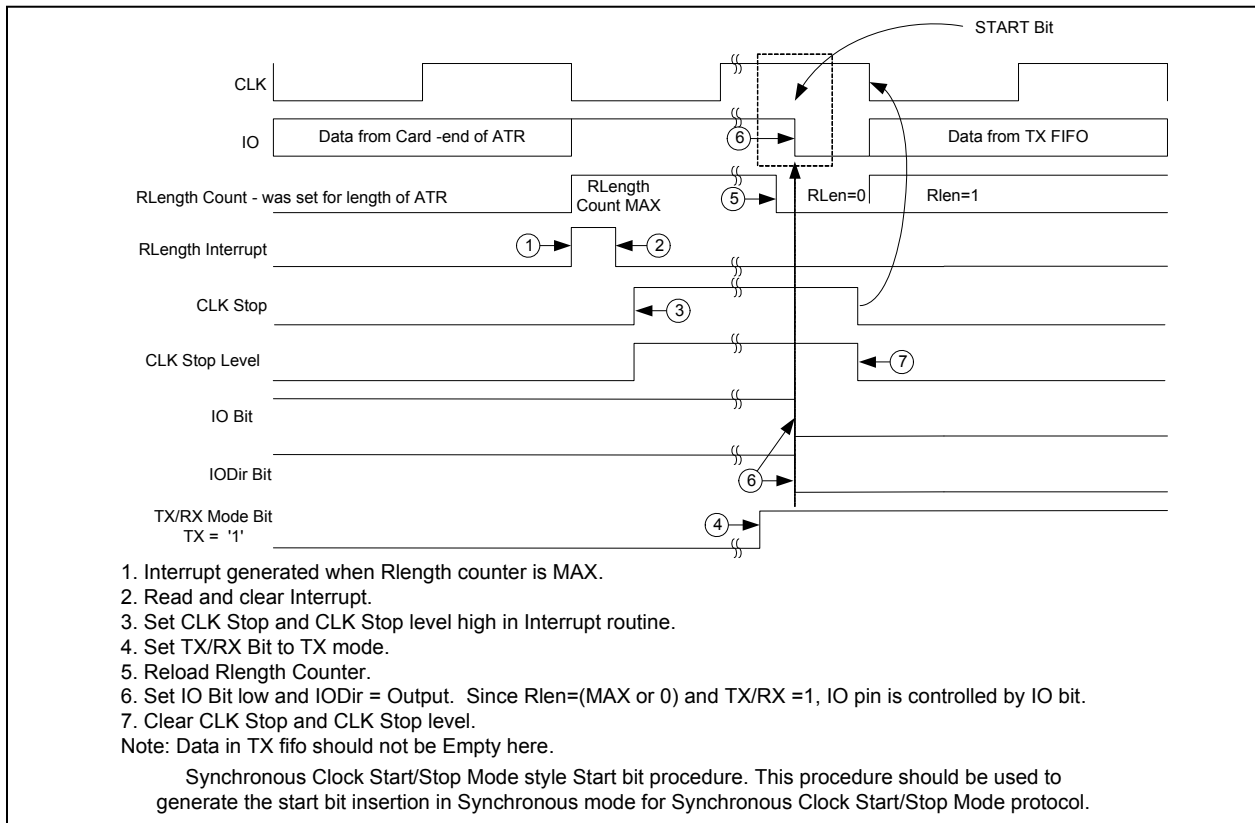 START Bit
CLK
IO
Data from Card -end of ATR
6
Data from TX FIFO
RLength Count - was set for length of ATR
RLength
Count MAX
5
RLen=0
Rlen=1
RLength Interrupt
1
2
CLK Stop
3
CLK Stop Level
7
IO Bit
IODir Bit
6
TX/RX Mode Bit
TX = '1'
4
1. Interrupt generated when Rlength counter is MAX.
2. Read and clear Interrupt.
3. Set CLK Stop and CLK Stop level high in Interrupt routine.
4. Set TX/RX Bit to TX mode.
5. Reload Rlength Counter.
6. Set IO Bit low and IODir = Output. Since Rlen=(MAX or 0) and TX/RX =1, IO pin is controlled by IO bit.
7. Clear CLK Stop and CLK Stop level.
Note: Data in TX fifo should not be Empty here.
Synchronous Clock Start/Stop Mode style Start bit procedure. This procedure should be used to
generate the start bit insertion in Synchronous mode for Synchronous Clock Start/Stop Mode protocol.